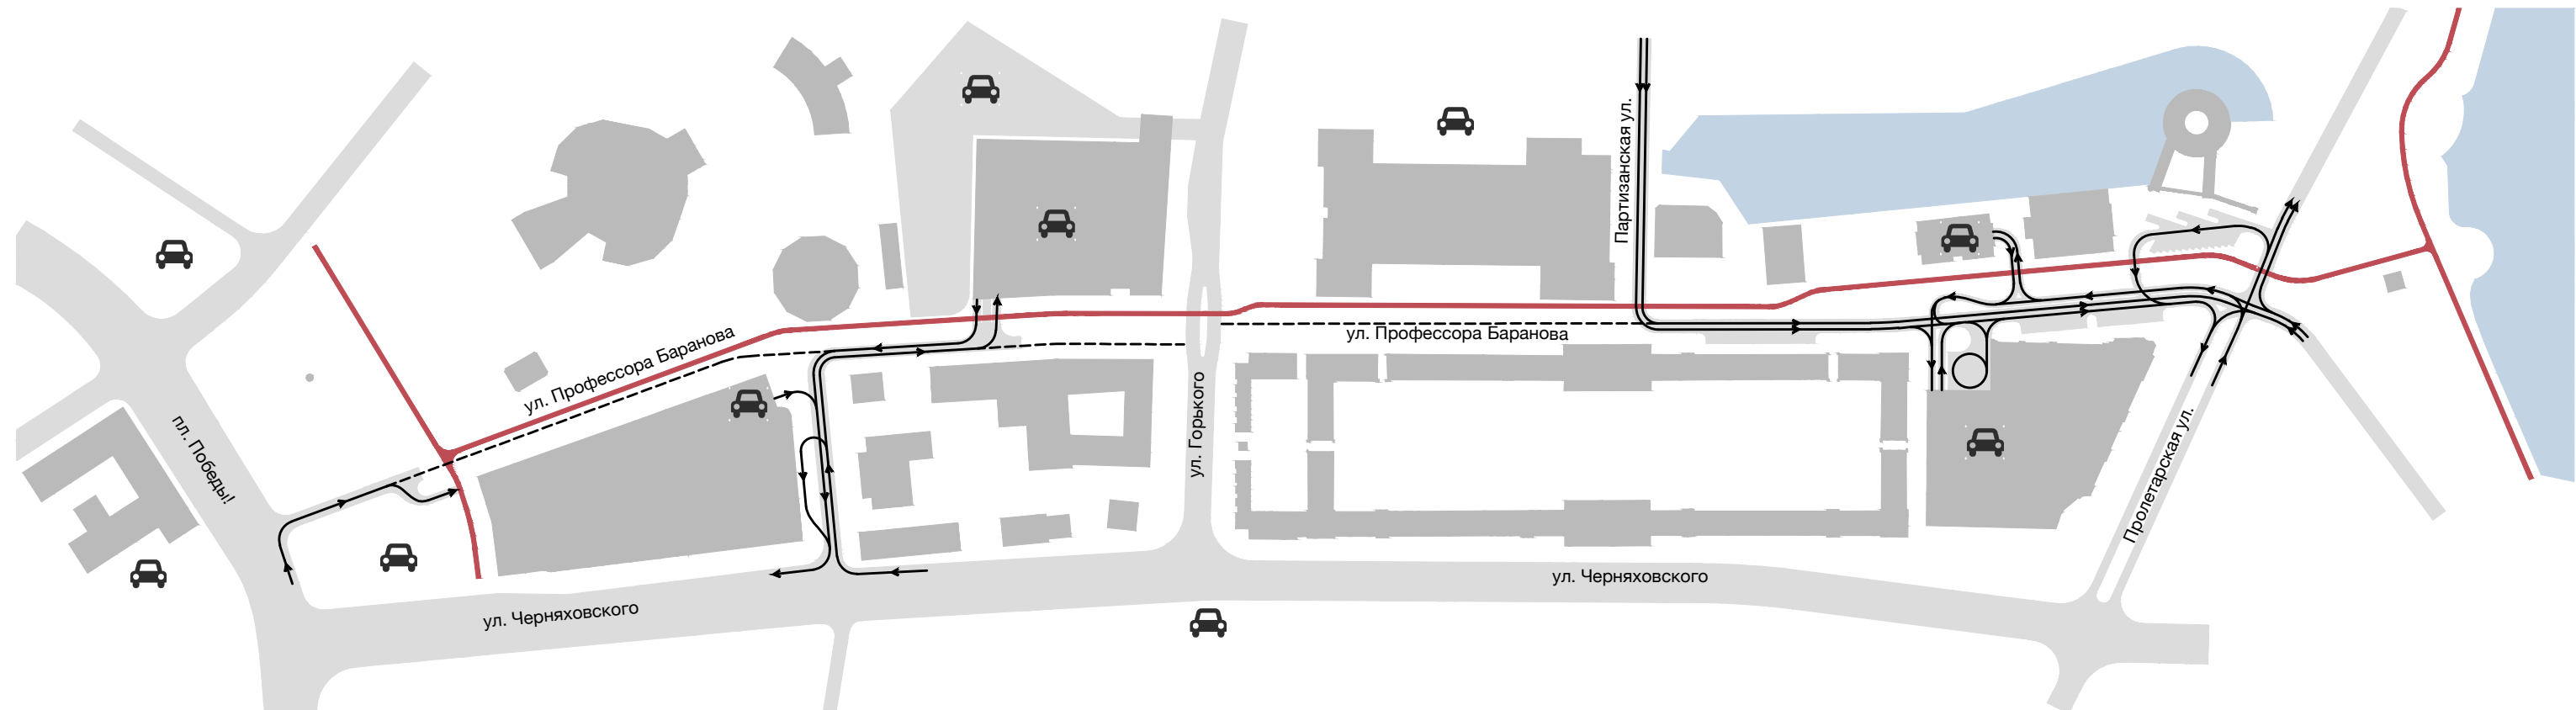 Партизанская ул.
ул. Профессора Баранова
ул. Профессора Баранова
пл. Победы!
ул. Горького
Пролетарская ул.
ул. Черняховского
ул. Черняховского